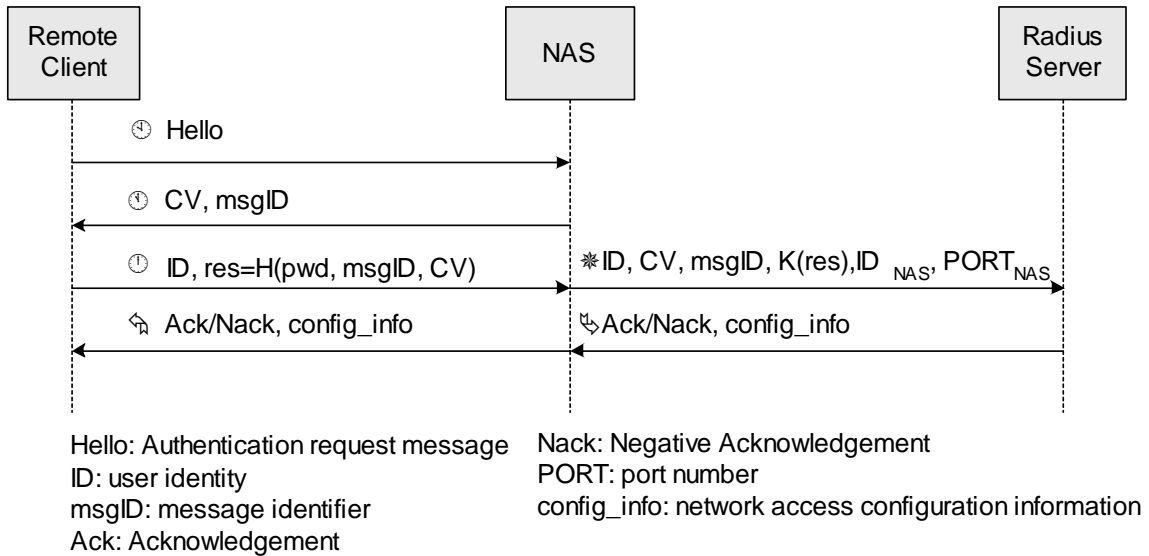 Remote
Client
NAS
Radius
Server
Hello
CV, msgID
ID, res=H(pwd, msgID, CV)
ID, CV, msgID, K(res),ID NAS, PORTNAS
Ack/Nack, config_info
Ack/Nack, config_info
Hello: Authentication request message
ID: user identity
msgID: message identifier
Ack: Acknowledgement
Nack: Negative Acknowledgement
PORT: port number
config_info: network access configuration information